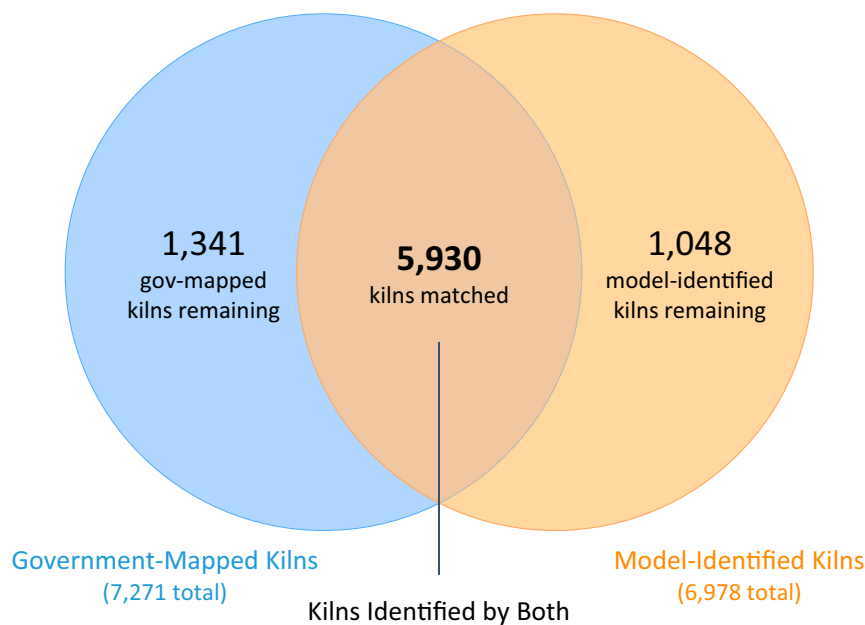 1,341
gov-mapped
kilns remaining
5,930
kilns matched
1,048
model-identified
kilns remaining
Government-Mapped Kilns
(7,271 total)
Model-Identified Kilns
(6,978 total)
Kilns Identified by Both